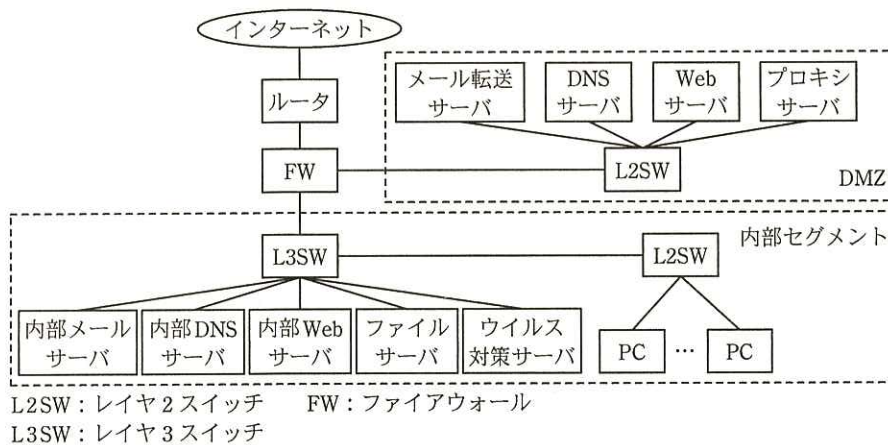 インターネット
ルータ
FW
メール転送
サーバ
DNS
サーバ
Web
サーバ
プロキシ
サーバ
L2SW
DMZ
内部セグメント
L3SW
L2SW
内部メール
サーバ
内部DNS
サーバ
内部Web
サーバ
ファイル
サーバ
ウイルス
対策サーバ
PC
…
PC
L2SW：レイヤ2スイッチ　FW：ファイアウォール
L3SW：レイヤ3スイッチ